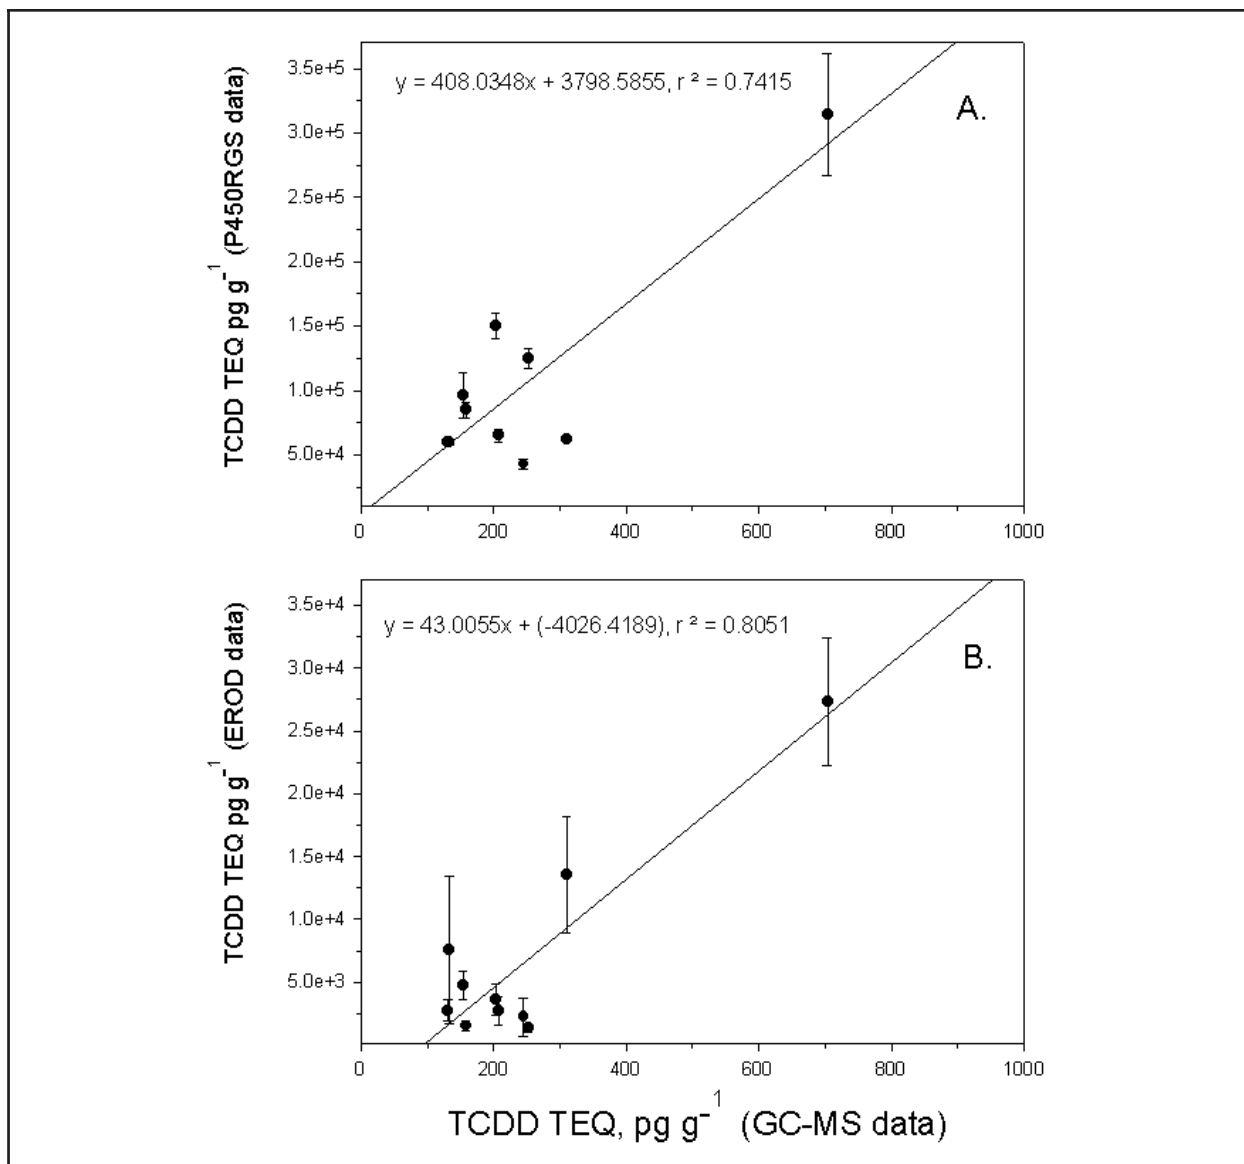 y = 408.0348x + 3798.5855, r ² = 0.7415
A.
TCDD TEQ pg g⁻¹ (P450RGS data)
3.5e+5
3.0e+5
2.5e+5
2.0e+5
1.5e+5
1.0e+5
5.0e+4
0 200 400 600 800 1000
y = 43.0055x + (-4026.4189), r ² = 0.8051
B.
TCDD TEQ pg g⁻¹ (EROD data)
3.5e+4
3.0e+4
2.5e+4
2.0e+4
1.5e+4
1.0e+4
5.0e+3
0 200 400 600 800 1000
TCDD TEQ, pg g⁻¹ (GC-MS data)